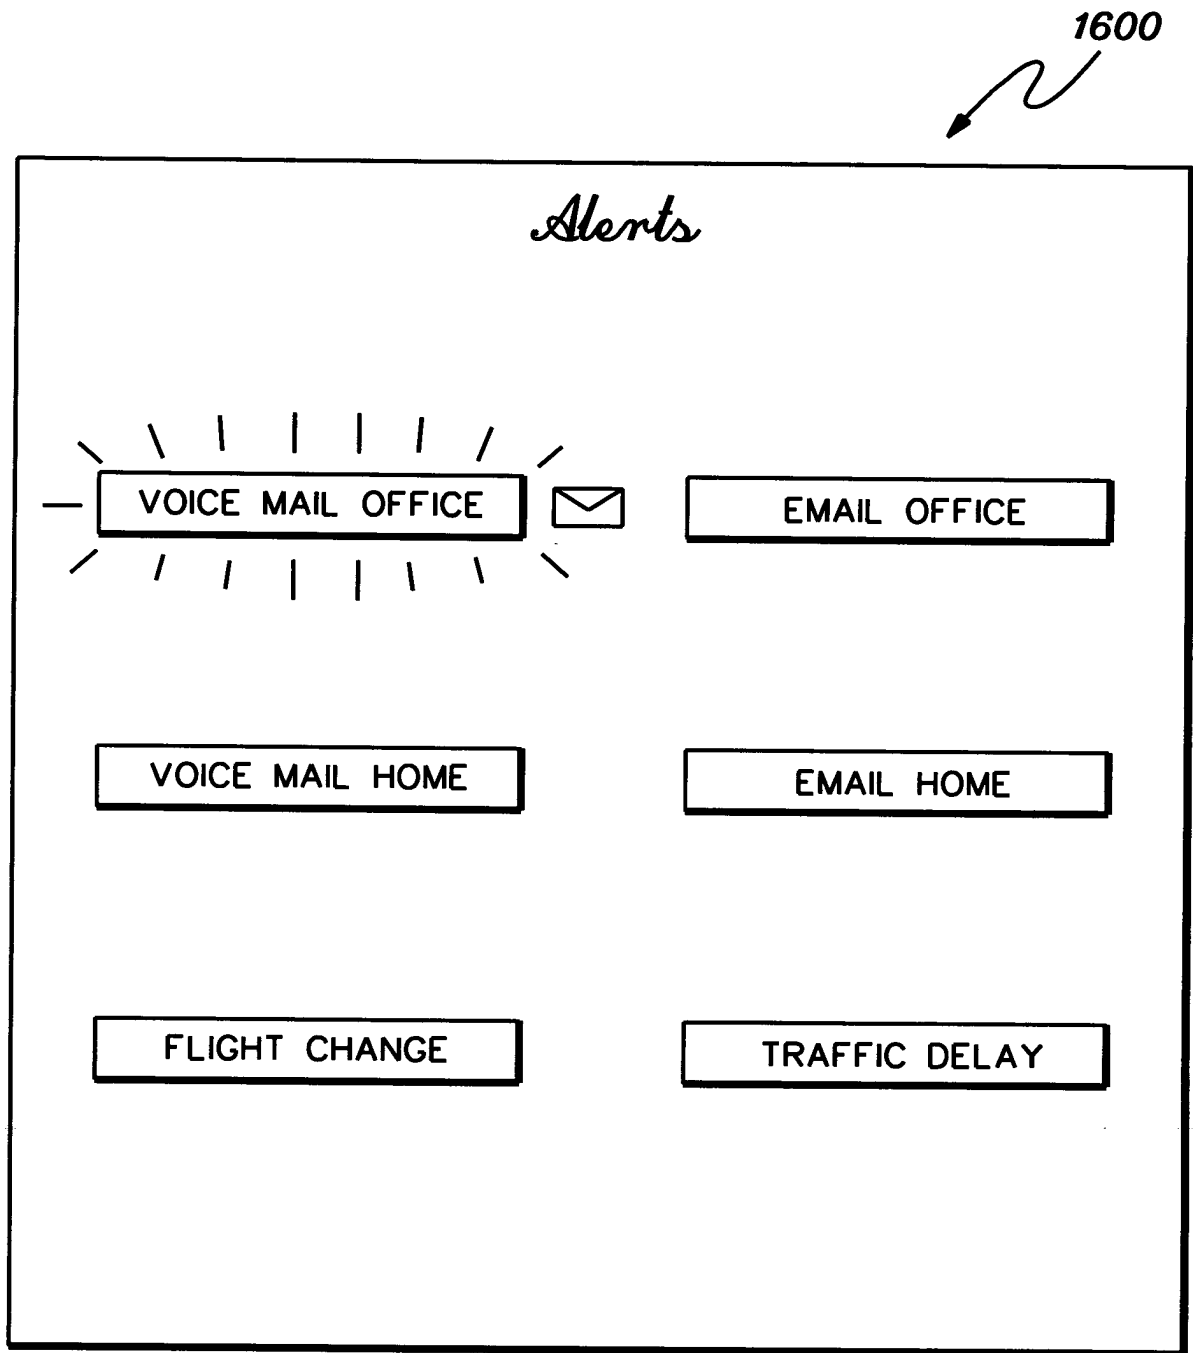 1600
Alerts
VOICE MAIL OFFICE
EMAIL OFFICE
VOICE MAIL HOME
EMAIL HOME
FLIGHT CHANGE
TRAFFIC DELAY